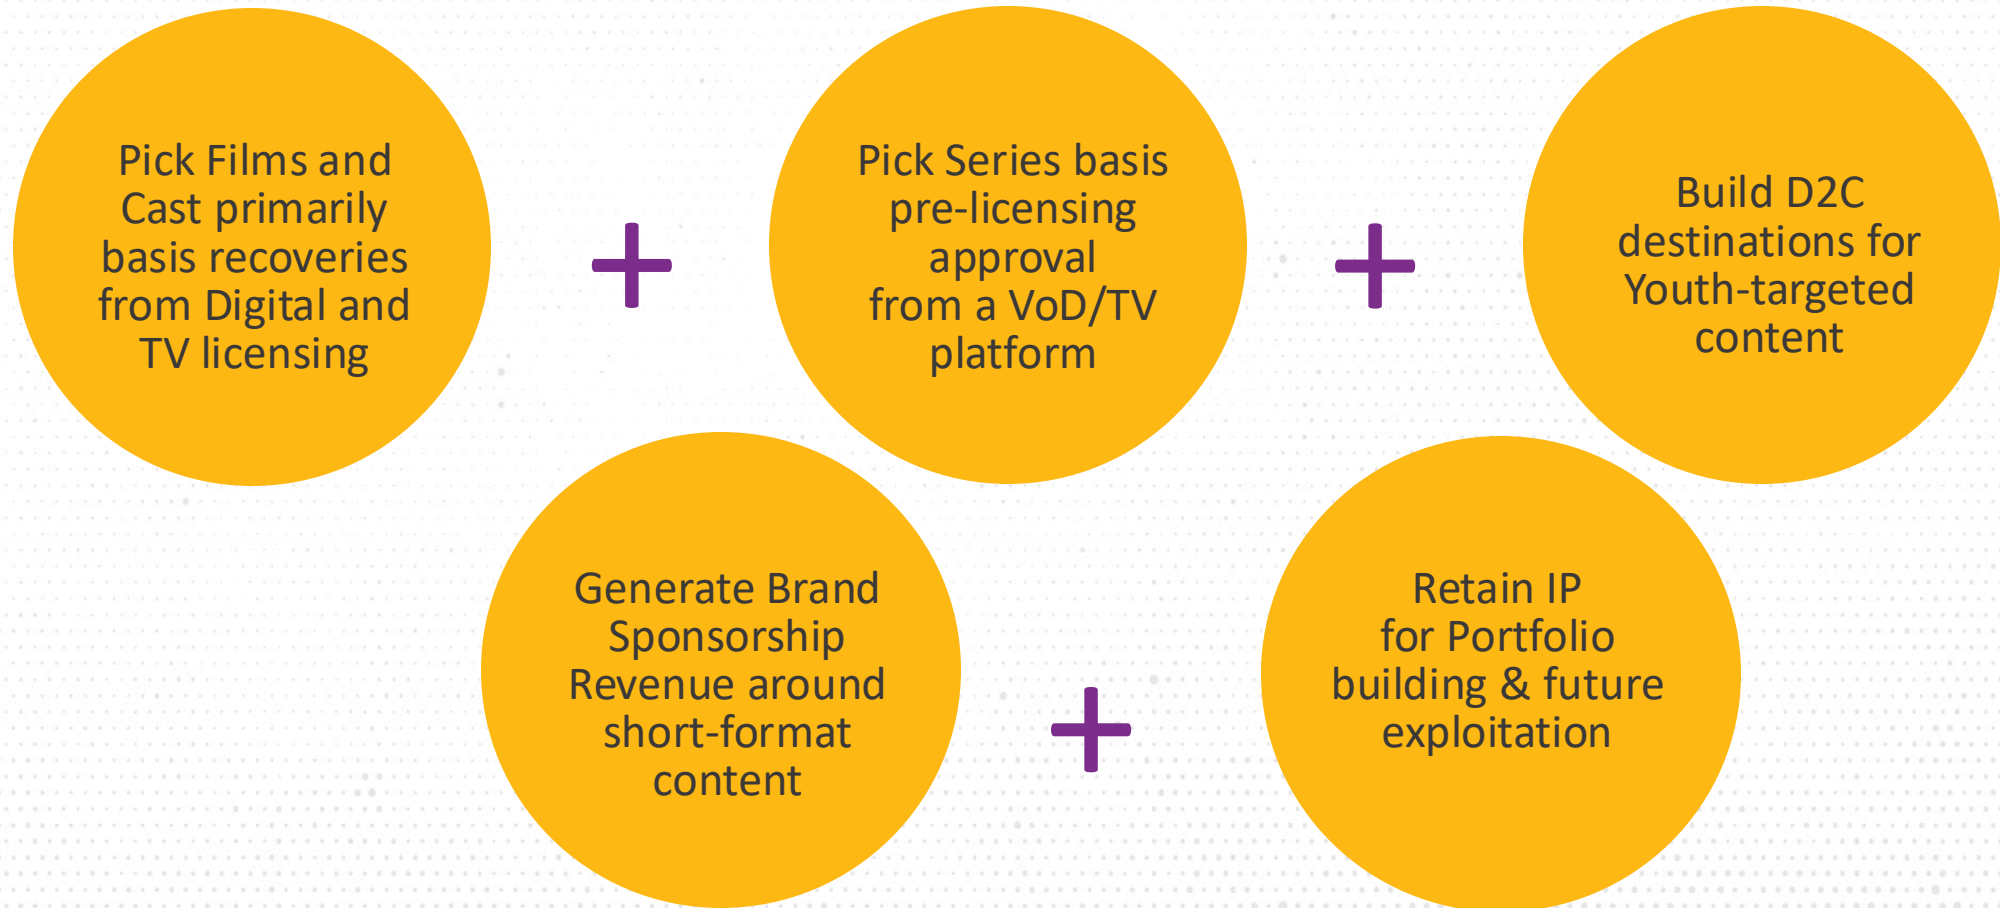 Pick Films and
Cast primarily
basis recoveries
from Digital and
TV licensing
+
Pick Series basis
pre-licensing
approval
from a VoD/TV
platform
+
Build D2C
destinations for
Youth-targeted
content
Generate Brand
Sponsorship
Revenue around
short-format
content
+
Retain IP
for Portfolio
building & future
exploitation